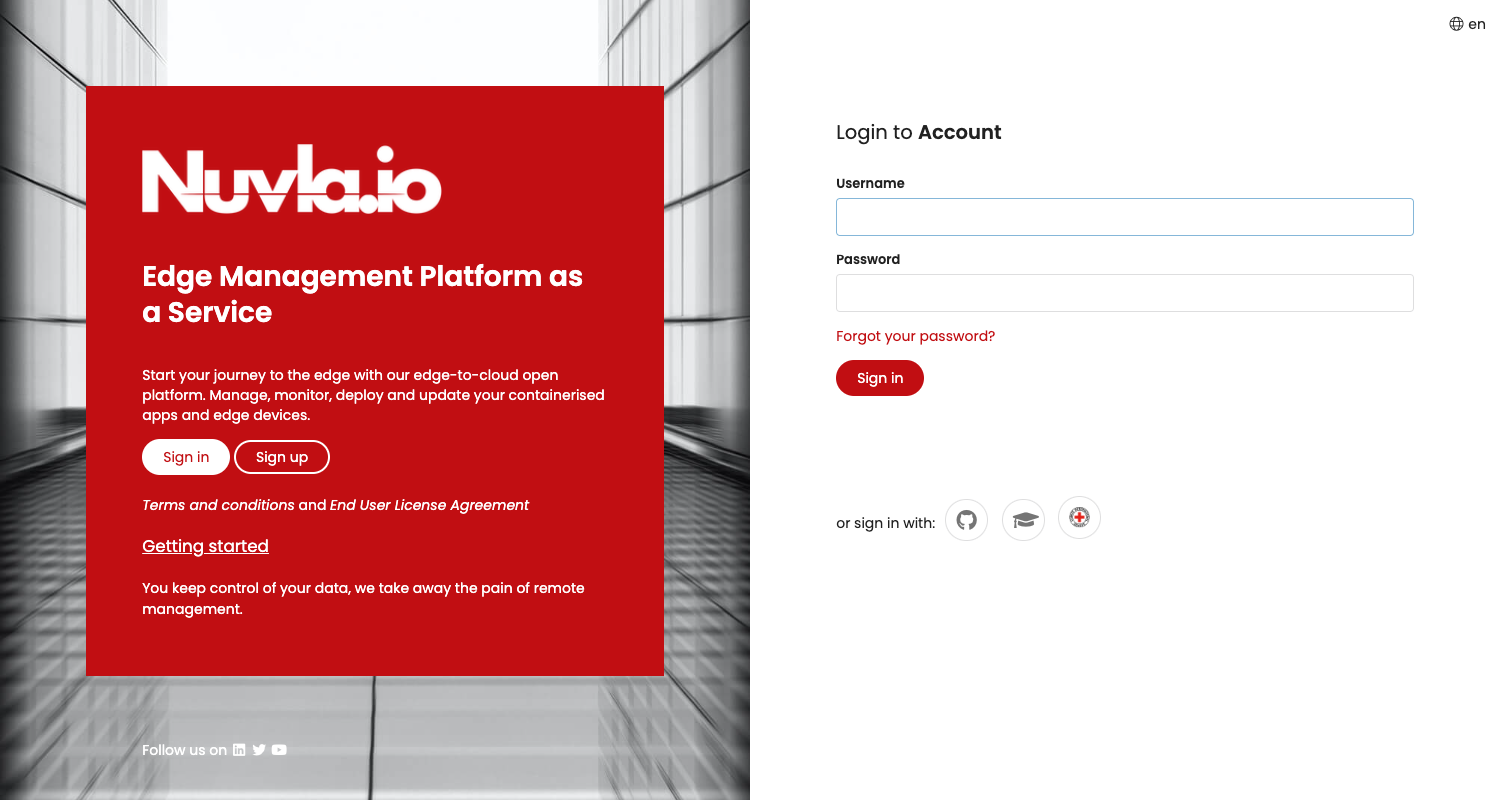 Nuvla.io
Edge Management Platform as
a Service
Start your journey to the edge with our edge-to-cloud open
platform. Manage, monitor, deploy and update your containerised
apps and edge devices.
Sign in
Sign up
Terms and conditions and End User License Agreement
Getting started
You keep control of your data, we take away the pain of remote
management.
Follow us on
en
Login to Account
Username
Password
Forgot your password?
Sign in
or sign in with: